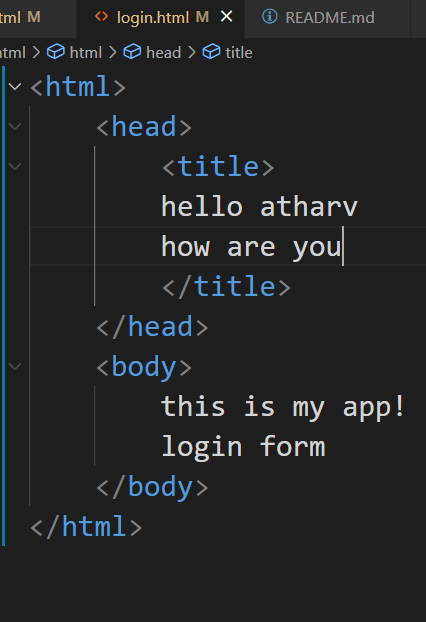 tml M
<> login.html M ×
README.md
html > html > head > title
<html>
<head>
<title>
hello atharv
how are you
</title>
</head>
<body>
this is my app!
login form
</body>
</html>